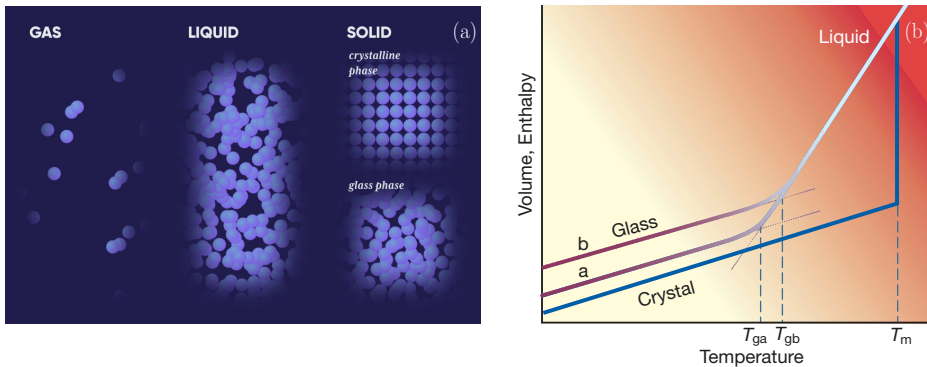 GAS
LIQUID
SOLID
(a)
crystalline
phase
glass phase
(b)
Liquid
Volume, Enthalpy
b
Glass
a
Crystal
Tga
Tgb
Tm
Temperature